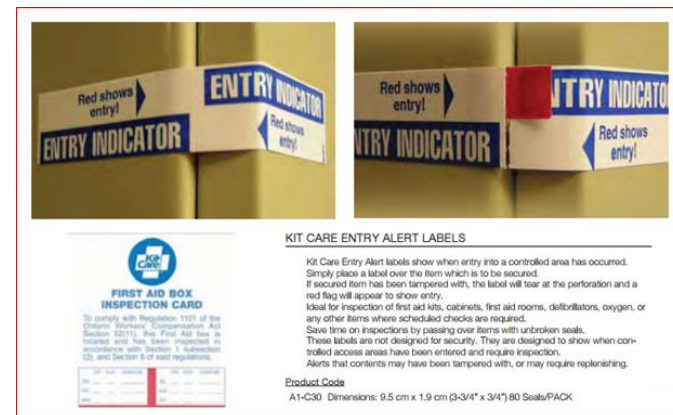 Red shows
entry!
ENTRY INDICATOR
ENTRY INDICATOR
Red shows
entry!
Red shows
entry!
NTRY INDICATOR
NTRY INDICATO
Red shows
entry!
Kit
Care
FIRST AID BOX
INSPECTION CARD
To comply with Regulation 1101 of the
Ontario Workers' Compensation Act
Section 52(11), this First Aid box is
located and has been inspected in
accordance with Section 1 subsection
(3), and Section 6 of said regulations.
KIT CARE ENTRY ALERT LABELS
Kit Care Entry Alert labels show when entry into a controlled area has occurred.
Simply place a label over the item which is to be secured.
If secured item has been tampered with, the label will tear at the perforation and a
red flag will appear to show entry.
Ideal for inspection of first aid kits, cabinets, first aid rooms, defibrillators, oxygen, or
any other items where scheduled checks are required.
Save time on inspections by passing over items with unbroken seals.
These labels are not designed for security. They are designed to show when con-
trolled access areas have been entered and require inspection.
Alerts that contents may have been tampered with, or may require replenishing.
Product Code
A1-C30 Dimensions: 9.5 cm x 1.9 cm (3-3/4" x 3/4") 80 Seals/PACK